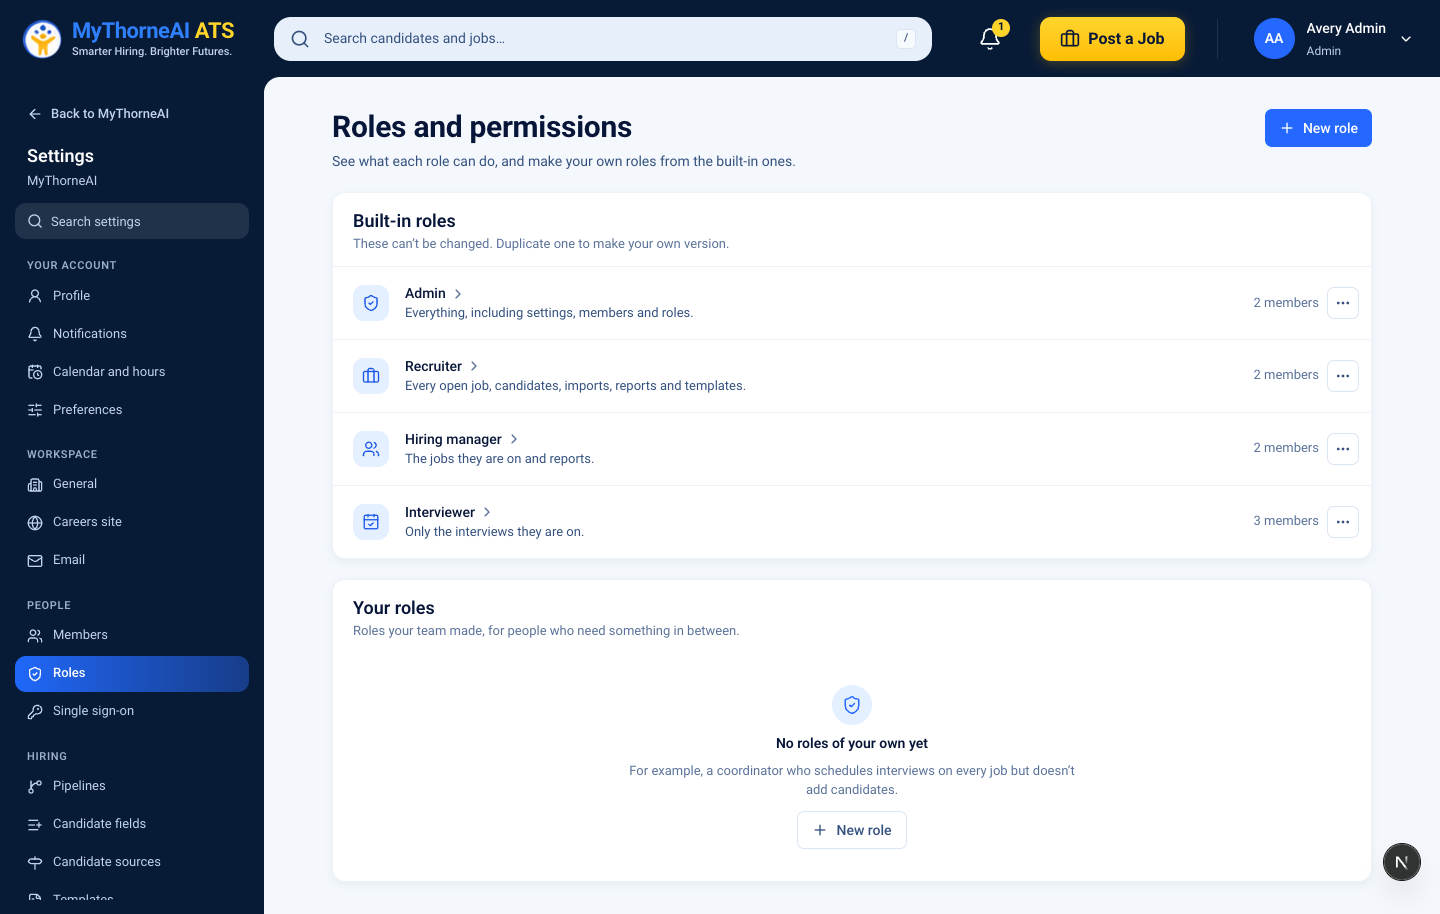 MyThorneAI ATS
Smarter Hiring. Brighter Futures.
Search candidates and jobs...
/
1
Post a Job
AA
Avery Admin
Admin
Back to MyThorneAI
Settings
MyThorneAI
Search settings
YOUR ACCOUNT
Profile
Notifications
Calendar and hours
Preferences
WORKSPACE
General
Careers site
Email
PEOPLE
Members
Roles
Single sign-on
HIRING
Pipelines
Candidate fields
Candidate sources
Templates
Roles and permissions
See what each role can do, and make your own roles from the built-in ones.
New role
Built-in roles
These can’t be changed. Duplicate one to make your own version.
Admin
Everything, including settings, members and roles.
2 members
Recruiter
Every open job, candidates, imports, reports and templates.
2 members
Hiring manager
The jobs they are on and reports.
2 members
Interviewer
Only the interviews they are on.
3 members
Your roles
Roles your team made, for people who need something in between.
No roles of your own yet
For example, a coordinator who schedules interviews on every job but doesn’t
add candidates.
New role
N